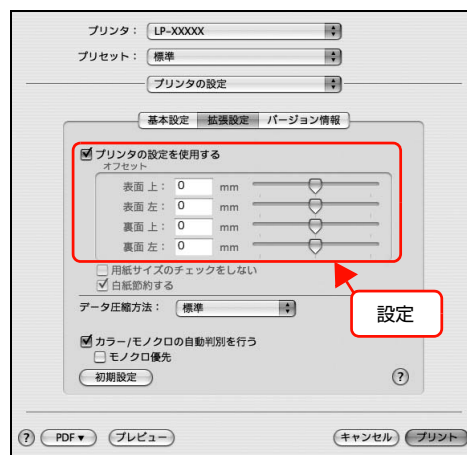 プリンタ： LP-XXXXX
プリセット： 標準
プリンタの設定
基本設定 拡張設定 バージョン情報
プリンタの設定を使用する
オフセット
表面 上： 0 mm
表面 左： 0 mm
裏面 上： 0 mm
裏面 左： 0 mm
用紙サイズのチェックをしない
白紙節約する
データ圧縮方法： 標準
設定
カラー/モノクロの自動判別を行う
モノクロ優先
初期設定 ?
? PDF▼ プレビュー キャンセル プリント